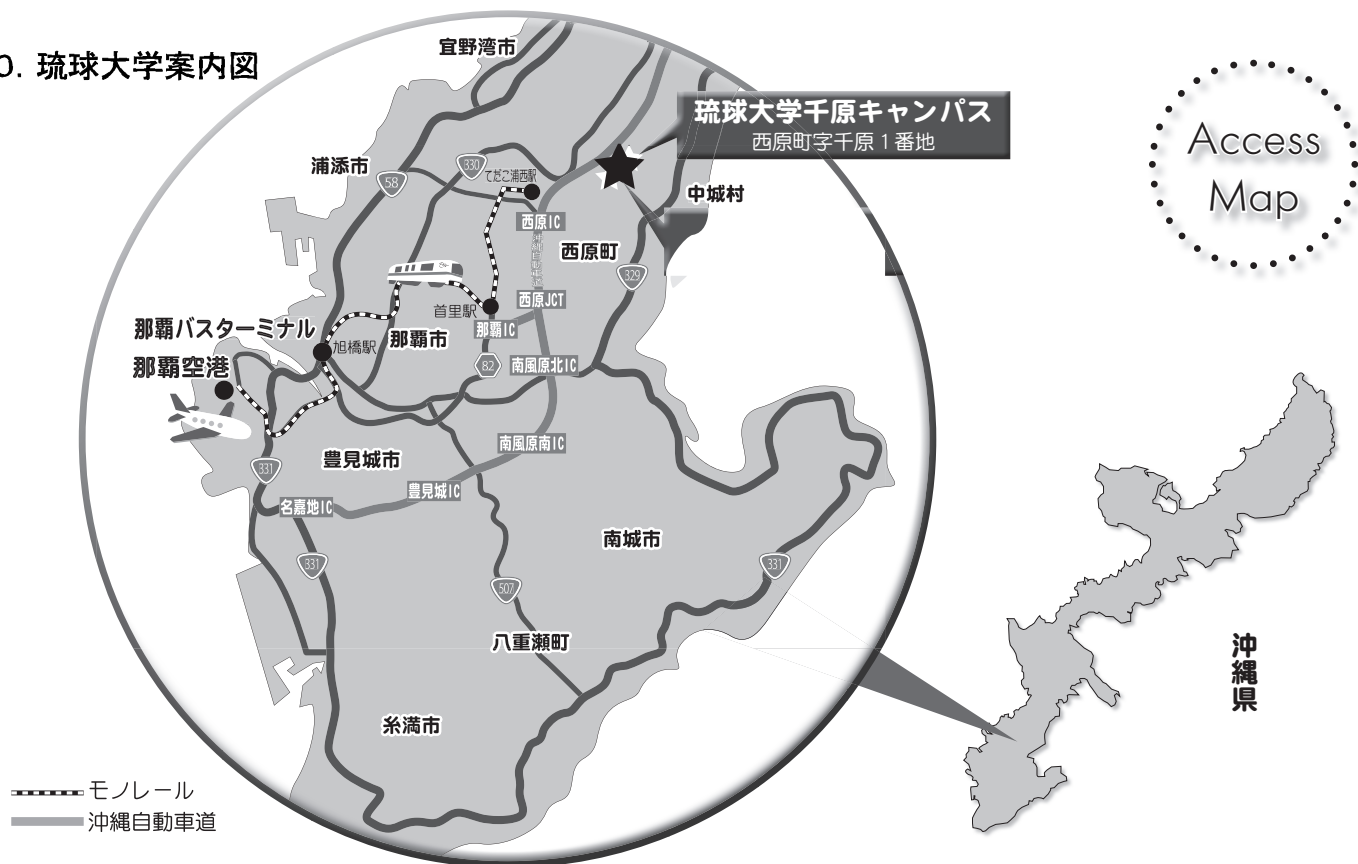 0. 琉球大学案内図
宜野湾市
琉球大学千原キャンパス
西原町字千原1番地
Access
Map
浦添市
58
330
てだこ浦西駅
中城村
西原IC
沖縄自動車道
西原町
329
西原JCT
首里駅
那覇IC
那覇バスターミナル
旭橋駅
那覇市
那覇空港
82
南風原北IC
南風原南IC
豊見城市
331
豊見城IC
名嘉地IC
南城市
331
331
507
八重瀬町
沖縄県
糸満市
モノレール
沖縄自動車道